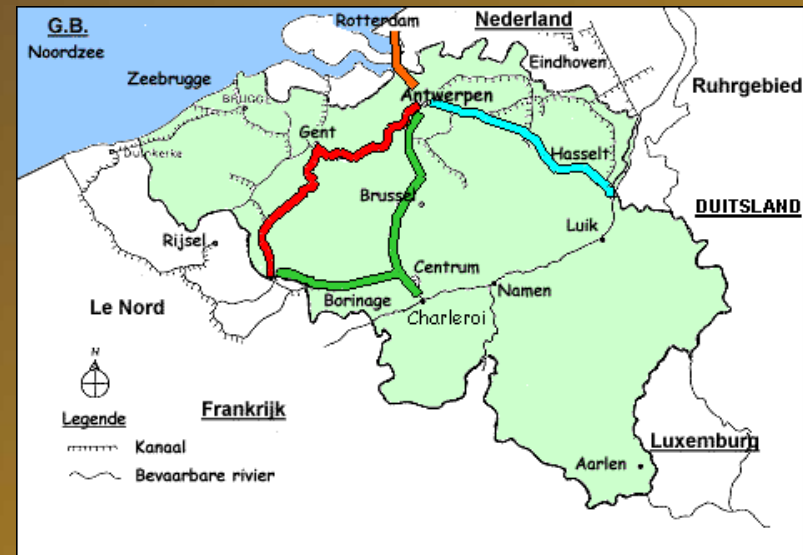 G.B.
Noordzee
Rotterdam
Nederland
Eindhoven
Zeebrugge
BRUGGE
Antwerpen
Ruhrgebied
Gent
Duinkerke
Hasselt
Brussel
DUITSLAND
Rijsel
Luik
Centrum
Le Nord
Borinage
Namen
Charleroi
N
Legende
Frankrijk
Kanaal
Luxemburg
Bevaarbare rivier
Aarlen